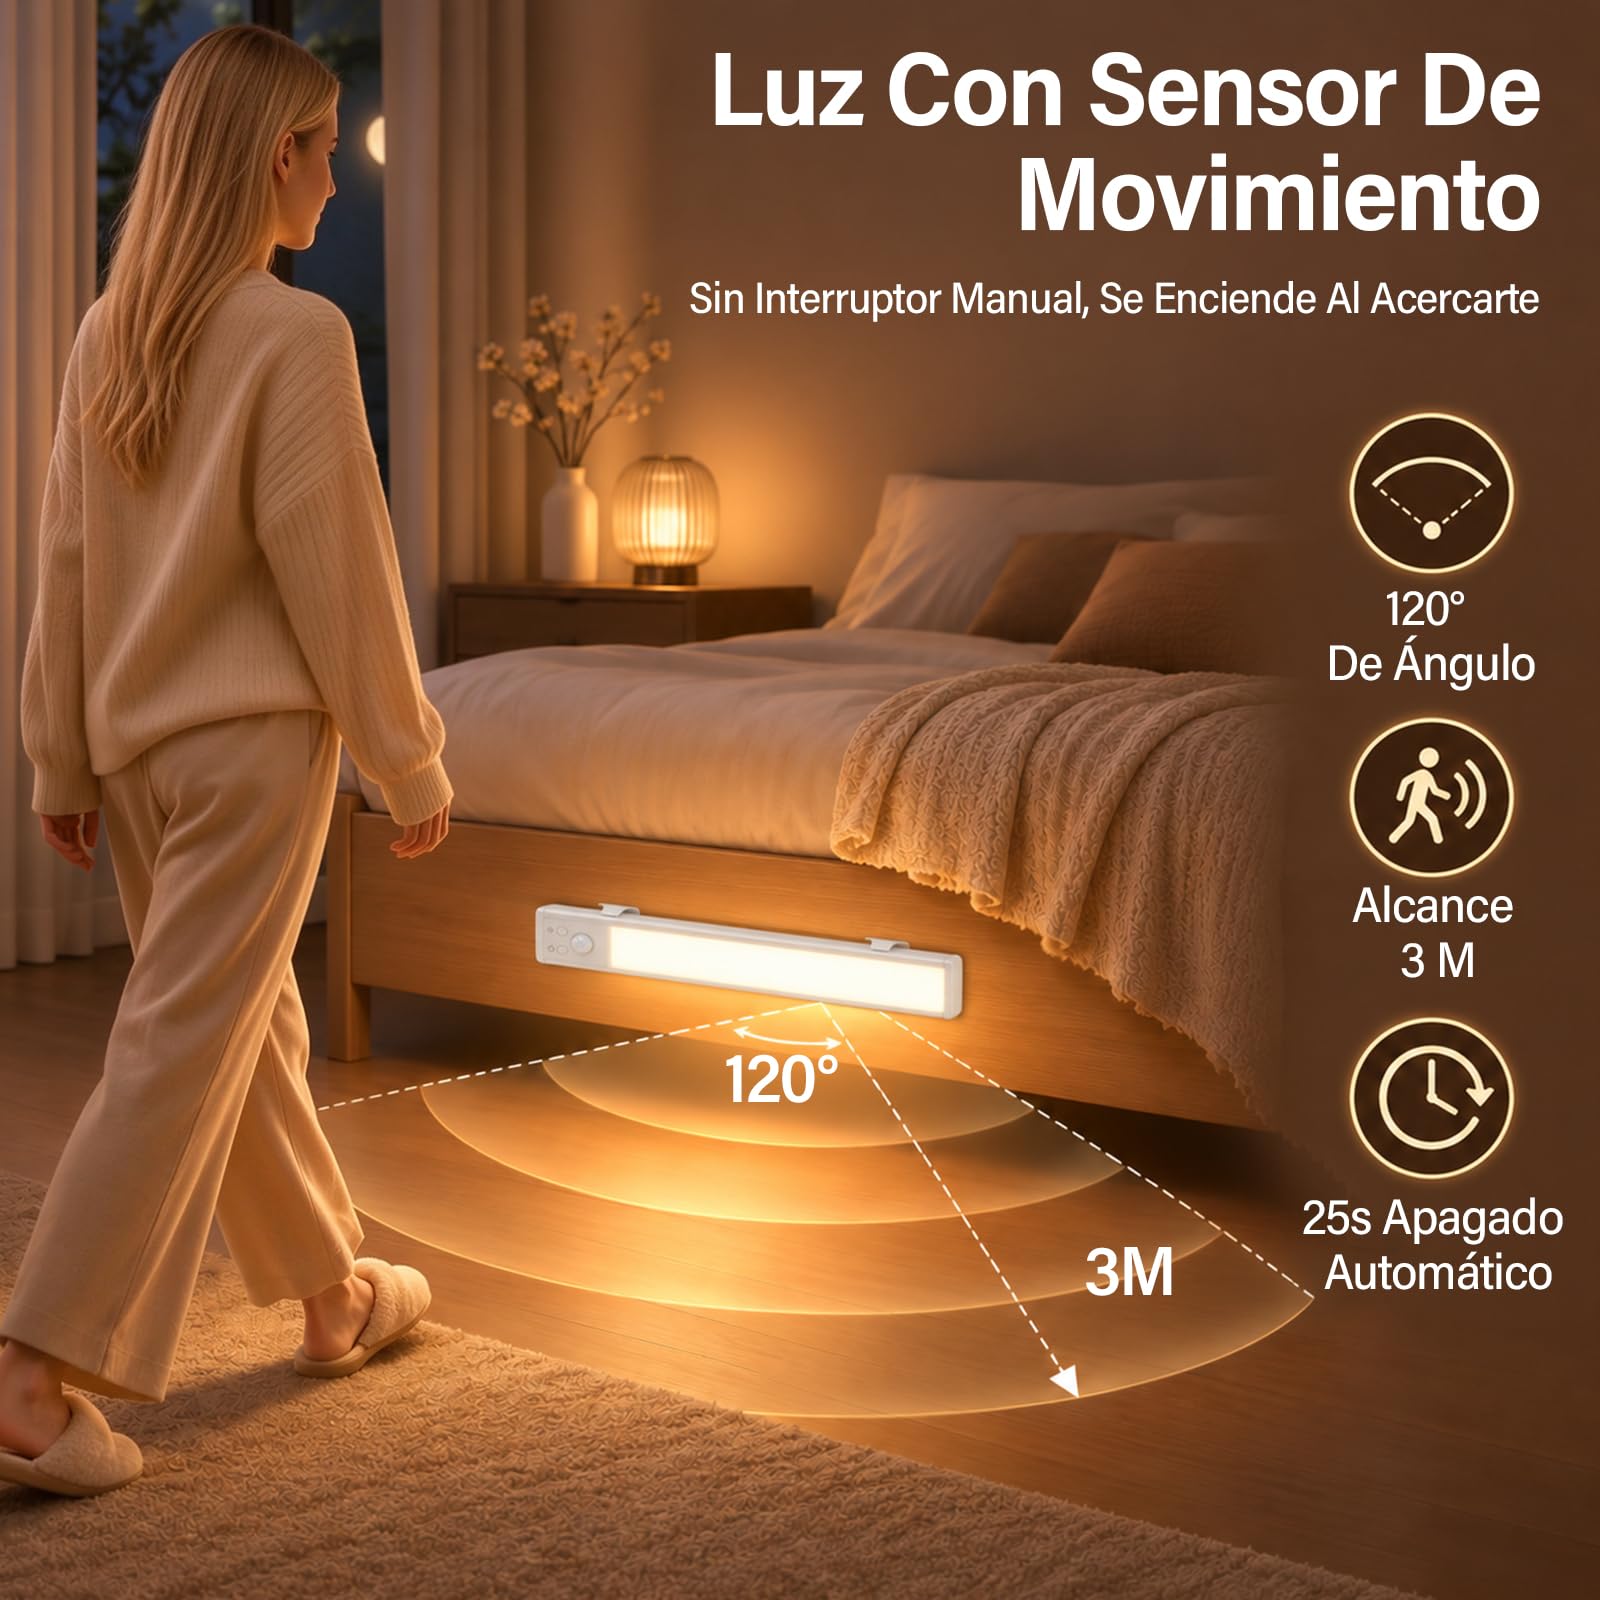 Luz Con Sensor De
Movimiento
Sin Interruptor Manual, Se Enciende Al Acercarte
120°
De Ángulo
Alcance
3 M
25s Apagado
Automático
120°
3M